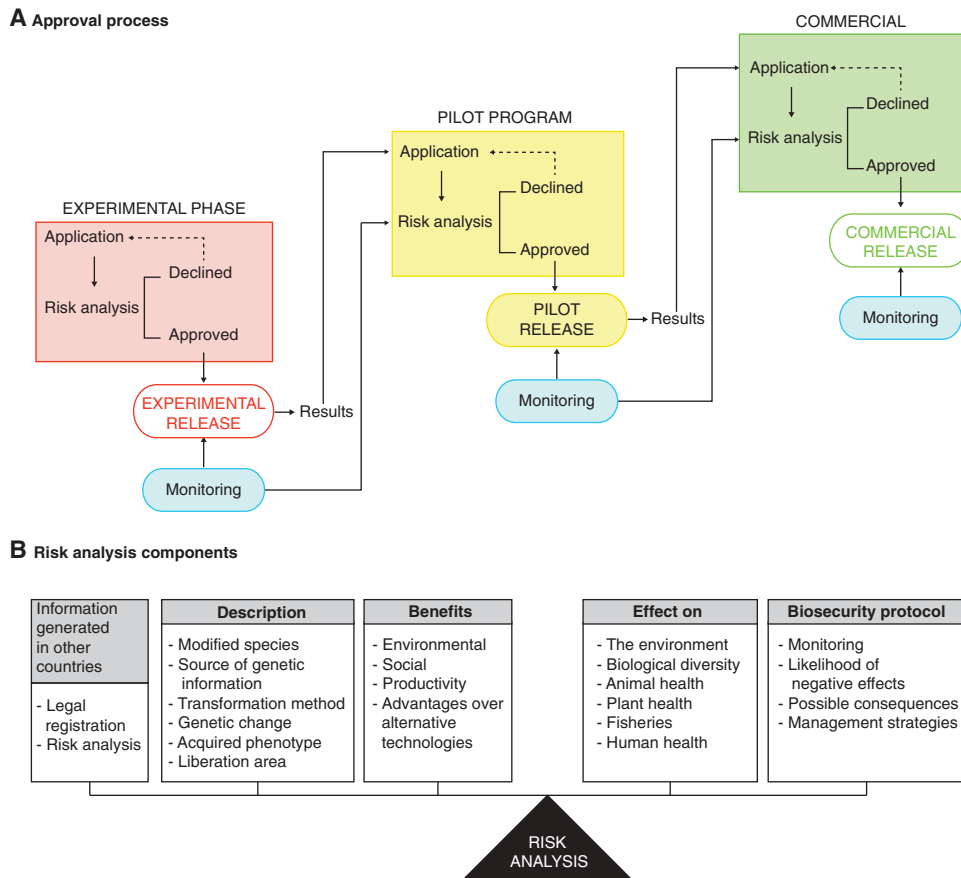 A Approval process
COMMERCIAL
Application
Declined
Risk analysis
Approved
COMMERCIAL
RELEASE
Monitoring
PILOT PROGRAM
Application
Declined
Risk analysis
Approved
PILOT
RELEASE
Results
Monitoring
EXPERIMENTAL PHASE
Application
Declined
Risk analysis
Approved
EXPERIMENTAL
RELEASE
Results
Monitoring
B Risk analysis components
Information
generated
in other
countries
- Legal
registration
- Risk analysis
Description
- Modified species
- Source of genetic
information
- Transformation method
- Genetic change
- Acquired phenotype
- Liberation area
Benefits
- Environmental
- Social
- Productivity
- Advantages over
alternative
technologies
Effect on
- The environment
- Biological diversity
- Animal health
- Plant health
- Fisheries
- Human health
Biosecurity protocol
- Monitoring
- Likelihood of
negative effects
- Possible consequences
- Management strategies
RISK
ANALYSIS